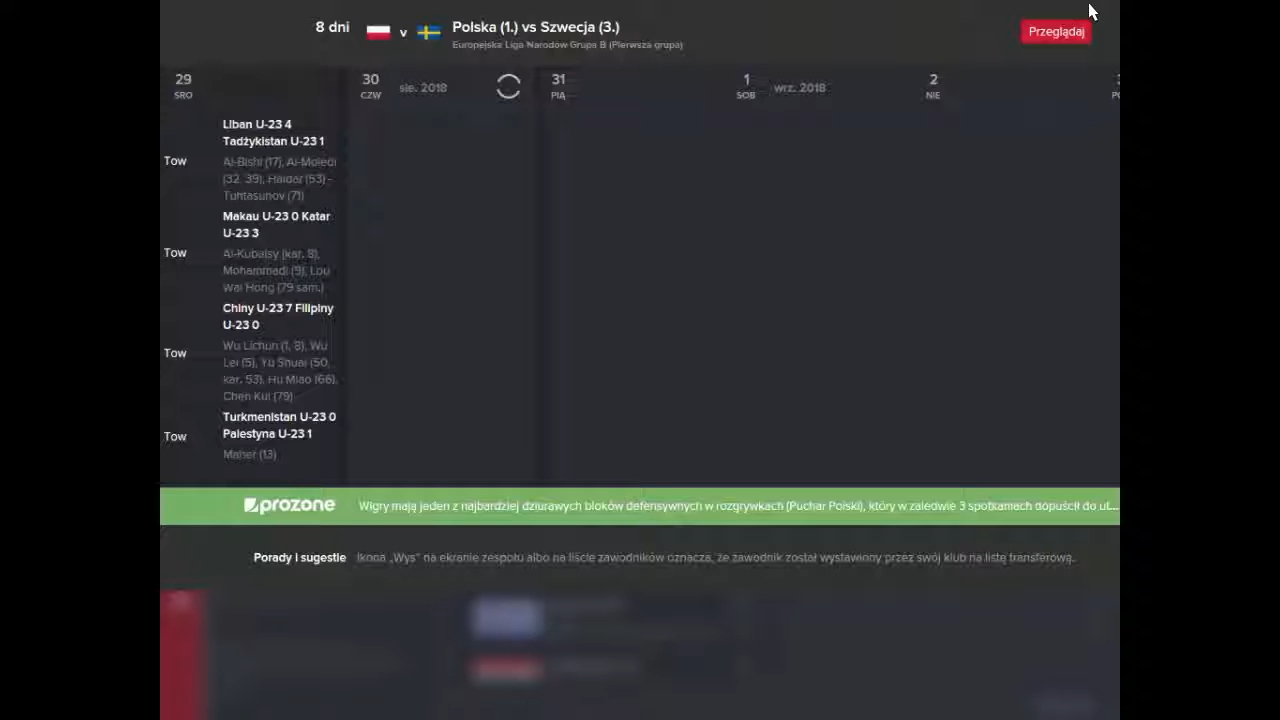 8 dni
v
Polska (1.) vs Szwecja (3.)
Europejska Liga Narodów Grupa B (Pierwsza grupa)
Przeglądaj
29
ŚRO
30
CZW
sie. 2018
31
PIĄ
1
SOB
wrz. 2018
2
NIE
Tow
Liban U-23 4
Tadżykistan U-23 1
Al-Bishi (17), Al-Moledi
(32, 39), Haidar (53) -
Tuhtasunov (71)
Tow
Makau U-23 0 Katar
U-23 3
Al-Kubaisy (kar. 8),
Mohammadi (9), Lou
Wai Hong (79 sam.)
Tow
Chiny U-23 7 Filipiny
U-23 0
Wu Lichun (1, 8), Wu
Lei (5), Yu Shuai (50,
kar. 53), Hu Miao (66),
Chen Kui (79)
Tow
Turkmenistan U-23 0
Palestyna U-23 1
Maher (13)
prozone
Wigry mają jeden z najbardziej dziurawych bloków defensywnych w rozgrywkach (Puchar Polski), który w zaledwie 3 spotkaniach dopuścił do ut...
Porady i sugestie
Ikona „Wys” na ekranie zespołu albo na liście zawodników oznacza, że zawodnik został wystawiony przez swój klub na listę transferową.